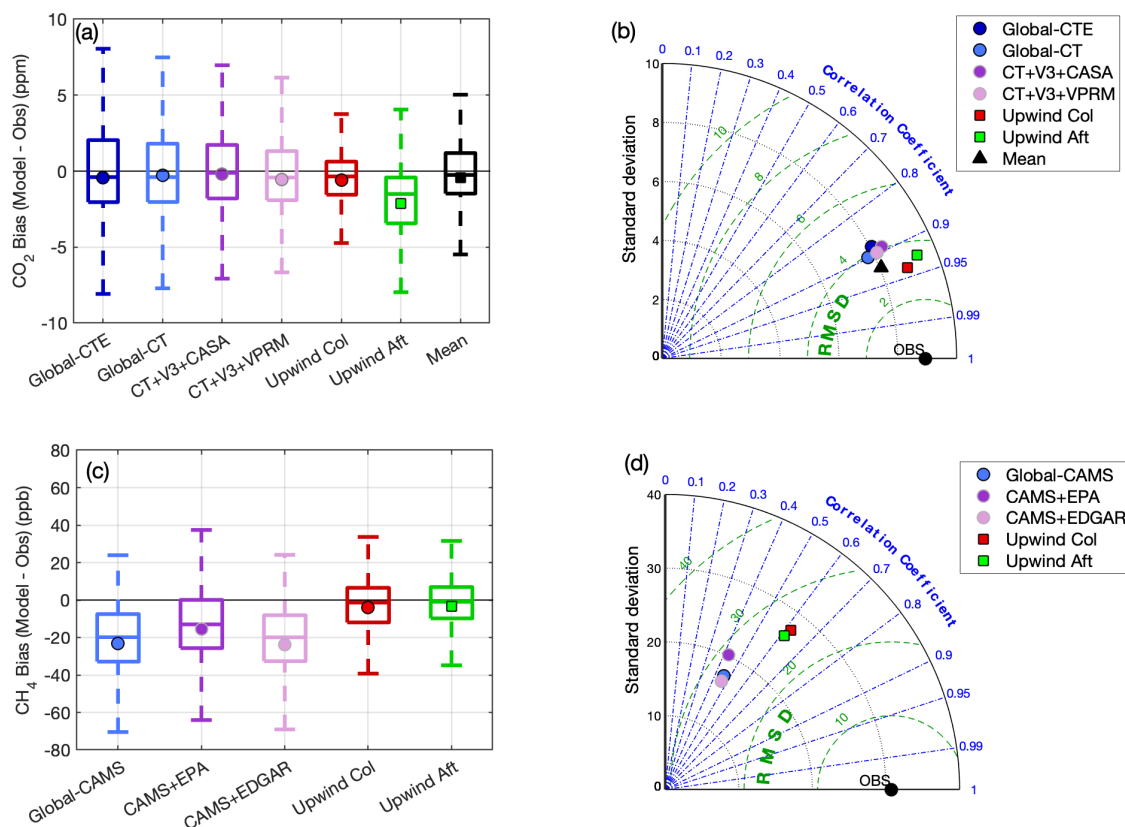 (a)
CO2 Bias (Model - Obs) (ppm)
10
5
0
-5
-10
Global-CTE
Global-CT
CT+V3+CASA
CT+V3+VPRM
Upwind Col
Upwind Aft
Mean
(b)
Standard deviation
10
8
6
4
2
0
0
0.1
0.2
0.3
0.4
0.5
0.6
0.7
0.8
0.9
0.95
0.99
1
Correlation Coefficient
10
8
6
4
2
RMSD
OBS
Global-CTE
Global-CT
CT+V3+CASA
CT+V3+VPRM
Upwind Col
Upwind Aft
Mean
(c)
CH4 Bias (Model - Obs) (ppb)
80
60
40
20
0
-20
-40
-60
-80
Global-CAMS
CAMS+EPA
CAMS+EDGAR
Upwind Col
Upwind Aft
(d)
Standard deviation
40
30
20
10
0
0
0.1
0.2
0.3
0.4
0.5
0.6
0.7
0.8
0.9
0.95
0.99
1
Correlation Coefficient
40
30
20
10
RMSD
OBS
Global-CAMS
CAMS+EPA
CAMS+EDGAR
Upwind Col
Upwind Aft